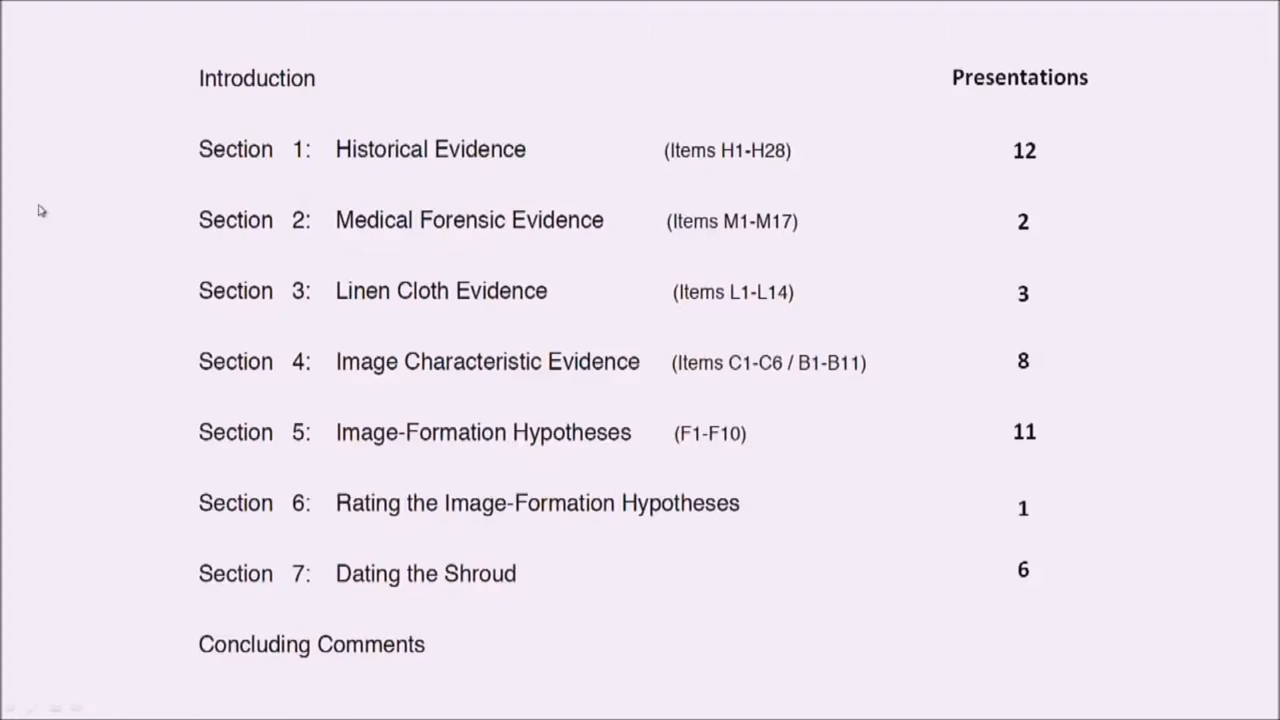 Introduction Presentations
Section 1: Historical Evidence (Items H1-H28) 12
Section 2: Medical Forensic Evidence (Items M1-M17) 2
Section 3: Linen Cloth Evidence (Items L1-L14) 3
Section 4: Image Characteristic Evidence (Items C1-C6 / B1-B11) 8
Section 5: Image-Formation Hypotheses (F1-F10) 11
Section 6: Rating the Image-Formation Hypotheses 1
Section 7: Dating the Shroud 6
Concluding Comments